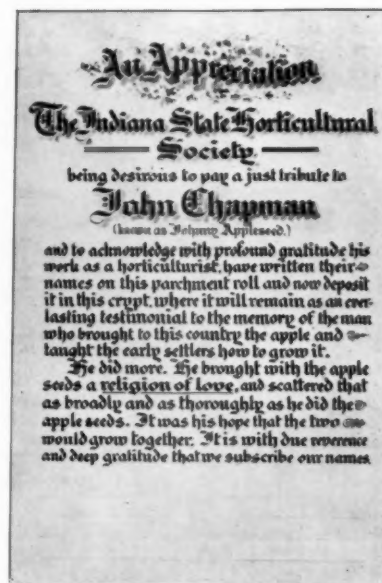 An Appreciation
The Indiana State Horticultural
Society
being desirous to pay a just tribute to
John Chapman
(known as Johnny Appleseed.)
and to acknowledge with profound gratitude his
work as a horticulturist, have written their
names on this parchment roll and now deposit
it in this crypt, where it will remain as an ever-
lasting testimonial to the memory of the man
who brought to this country the apple and
taught the early settlers how to grow it.
He did more. He brought with the apple
seeds a religion of love, and scattered that
as broadly and as thoroughly as he did the
apple seeds. It was his hope that the two
would grow together. It is with due reverence
and deep gratitude that we subscribe our names